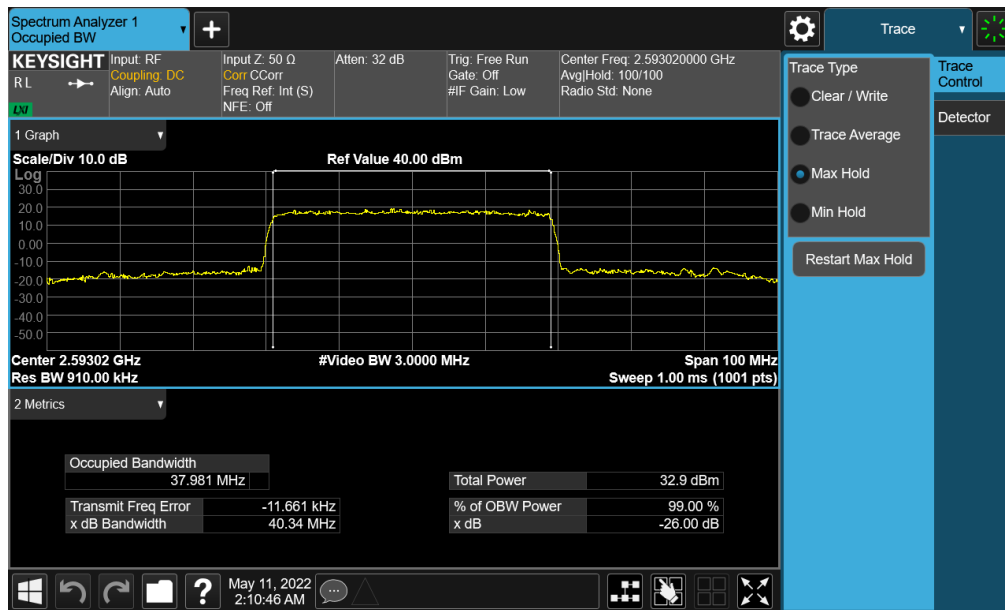 Spectrum Analyzer 1
Occupied BW
Trace
KEYSIGHT
R L
LXI
Input: RF
Coupling: DC
Align: Auto
Input Z: 50 Ω
Corr CCorr
Freq Ref: Int (S)
NFE: Off
Atten: 32 dB
Trig: Free Run
Gate: Off
#IF Gain: Low
Center Freq: 2.593020000 GHz
Avg|Hold: 100/100
Radio Std: None
Trace Type
Clear / Write
Trace Average
Max Hold
Min Hold
Restart Max Hold
Trace
Control
Detector
1 Graph
Scale/Div 10.0 dB
Ref Value 40.00 dBm
Log
30.0
20.0
10.0
0.00
-10.0
-20.0
-30.0
-40.0
-50.0
Center 2.59302 GHz
#Video BW 3.0000 MHz
Span 100 MHz
Res BW 910.00 kHz
Sweep 1.00 ms (1001 pts)
2 Metrics
Occupied Bandwidth
37.981 MHz
Total Power 32.9 dBm
Transmit Freq Error -11.661 kHz
% of OBW Power 99.00 %
x dB Bandwidth 40.34 MHz
x dB -26.00 dB
?
May 11, 2022
2:10:46 AM